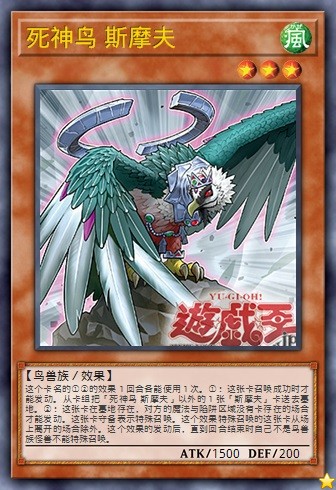 死神鸟 斯摩夫
風
YU-GI-OH!
遊戯王
【鸟兽族／效果】
这个卡名的①②的效果1回合各能使用1次。①：这张卡召唤成功时才
能发动。从卡组把「死神鸟 斯摩夫」以外的1张「斯摩夫」卡送去墓
地。②：这张卡在墓地存在，对方的魔法与陷阱区域没有卡存在的场合
才能发动。这张卡守备表示特殊召唤。这个效果特殊召唤的这张卡从场
上离开的场合除外。这个效果的发动后，直到回合结束时自己不是鸟兽
族怪兽不能特殊召唤。
ATK/1500 DEF/200